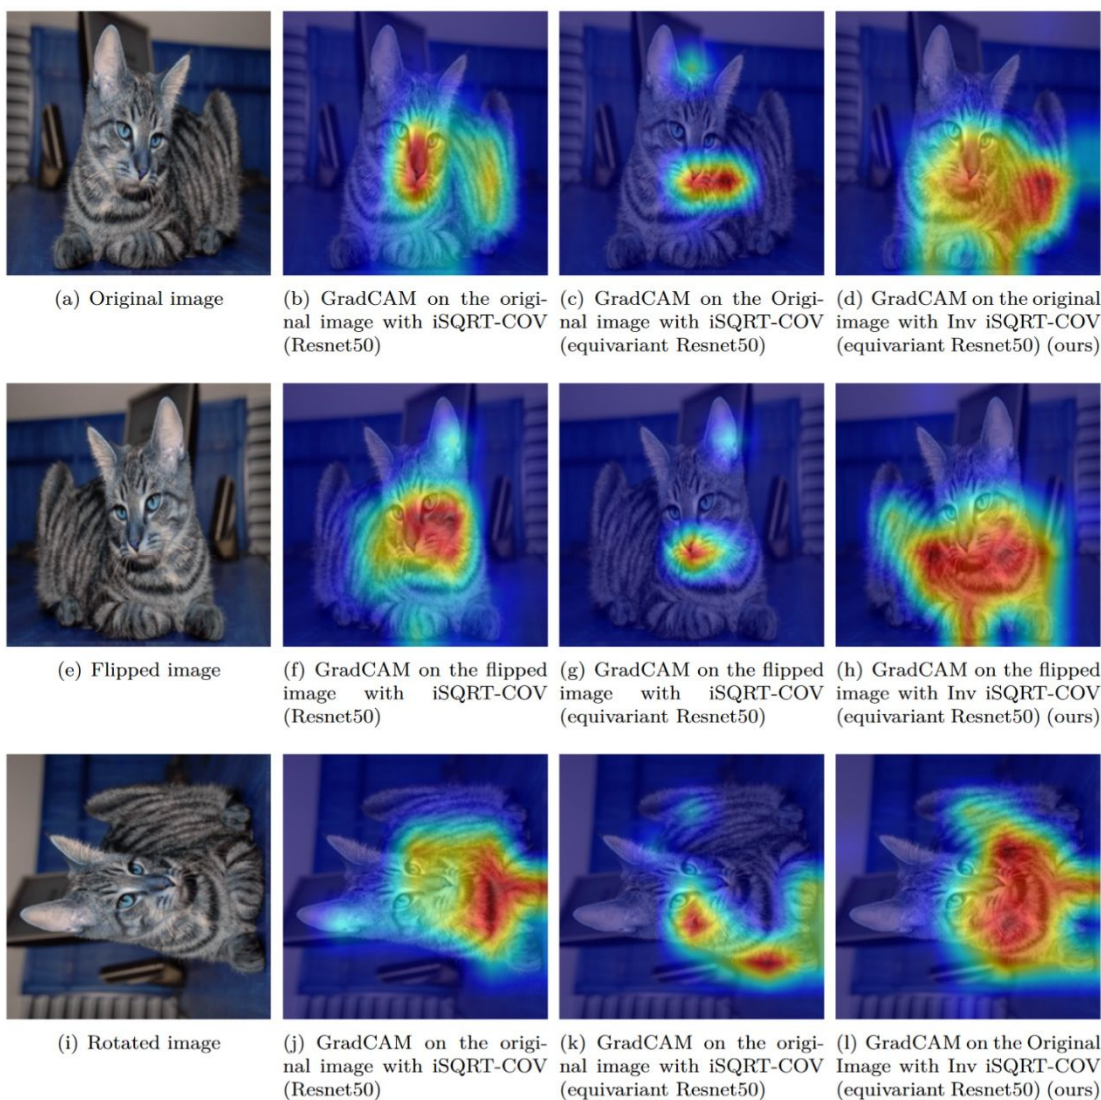 (a) Original image
(b) GradCAM on the origi-
nal image with iSQRT-COV
(Resnet50)
(c) GradCAM on the Origi-
nal image with iSQRT-COV
(equivariant Resnet50)
(d) GradCAM on the original
image with Inv iSQRT-COV
(equivariant Resnet50) (ours)
(e) Flipped image
(f) GradCAM on the flipped
image with iSQRT-COV
(Resnet50)
(g) GradCAM on the flipped
image with iSQRT-COV
(equivariant Resnet50)
(h) GradCAM on the flipped
image with Inv iSQRT-COV
(equivariant Resnet50) (ours)
(i) Rotated image
(j) GradCAM on the origi-
nal image with iSQRT-COV
(Resnet50)
(k) GradCAM on the origi-
nal image with iSQRT-COV
(equivariant Resnet50)
(l) GradCAM on the Original
Image with Inv iSQRT-COV
(equivariant Resnet50) (ours)